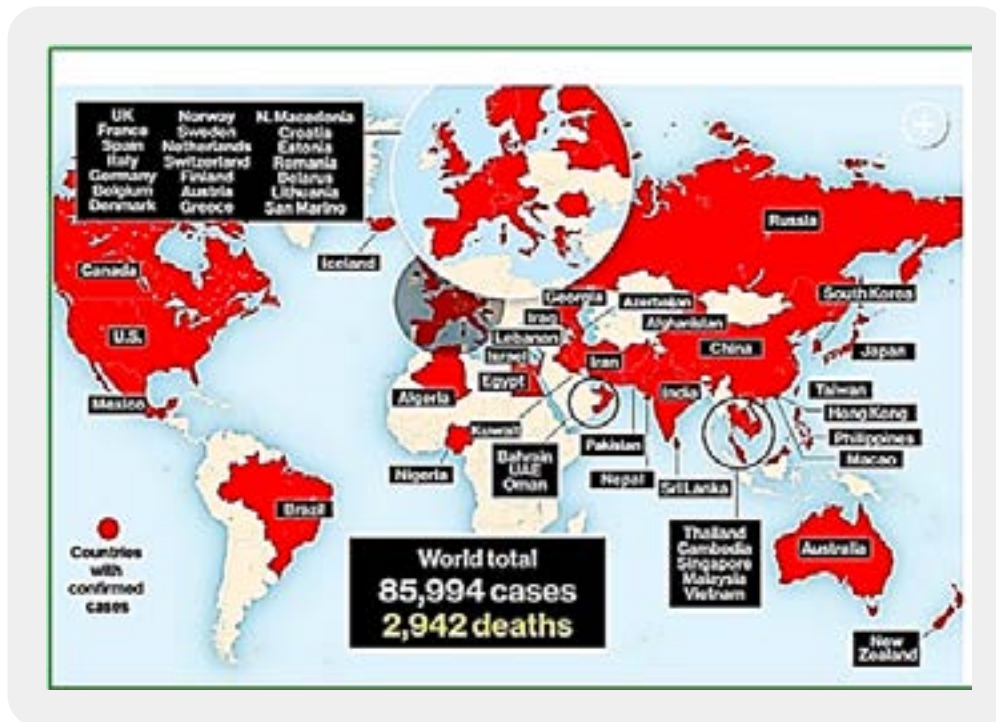 UK Norway N. Macedonia
France Sweden Croatia
Spain Netherlands Estonia
Italy Switzerland Romania
Germany Finland Belarus
Belgium Austria Lithuania
Denmark Greece San Marino
Russia
Iceland
Canada
Georgia
South Korea
Azerbaijan
Iraq
Afghanistan
U.S.
Lebanon
China
Japan
Israel
Iran
Egypt
India
Taiwan
Algeria
Mexico
Hong Kong
Kuwait
Philippines
Pakistan
Macao
Bahrain
UAE
Oman
Nigeria
Nepal
Sri Lanka
Brazil
Thailand
Cambodia
Singapore
Malaysia
Vietnam
Australia
Countries
with
confirmed
cases
World total
85,994 cases
2,942 deaths
New
Zealand